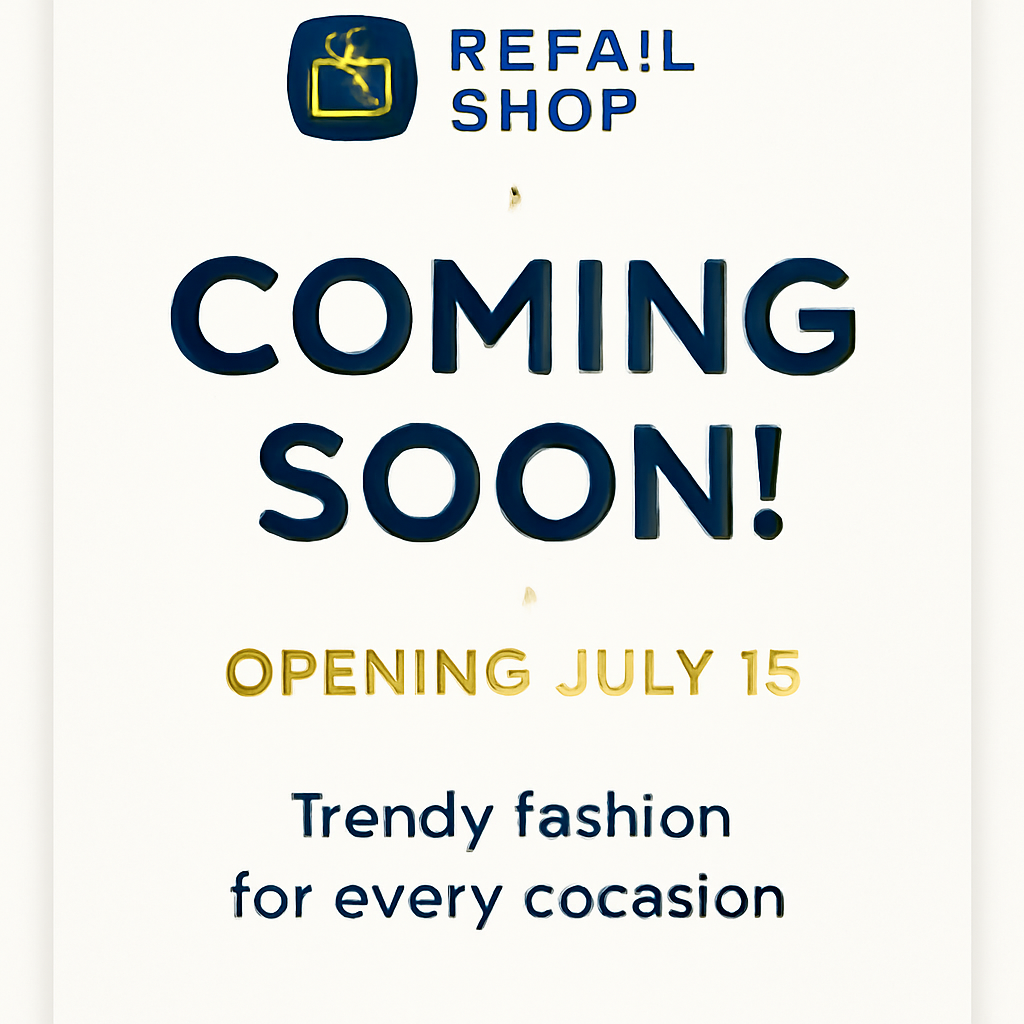 REFA!L
SHOP
COMING
SOON!
OPENING JULY 15
Trendy fashion
for every cocasion